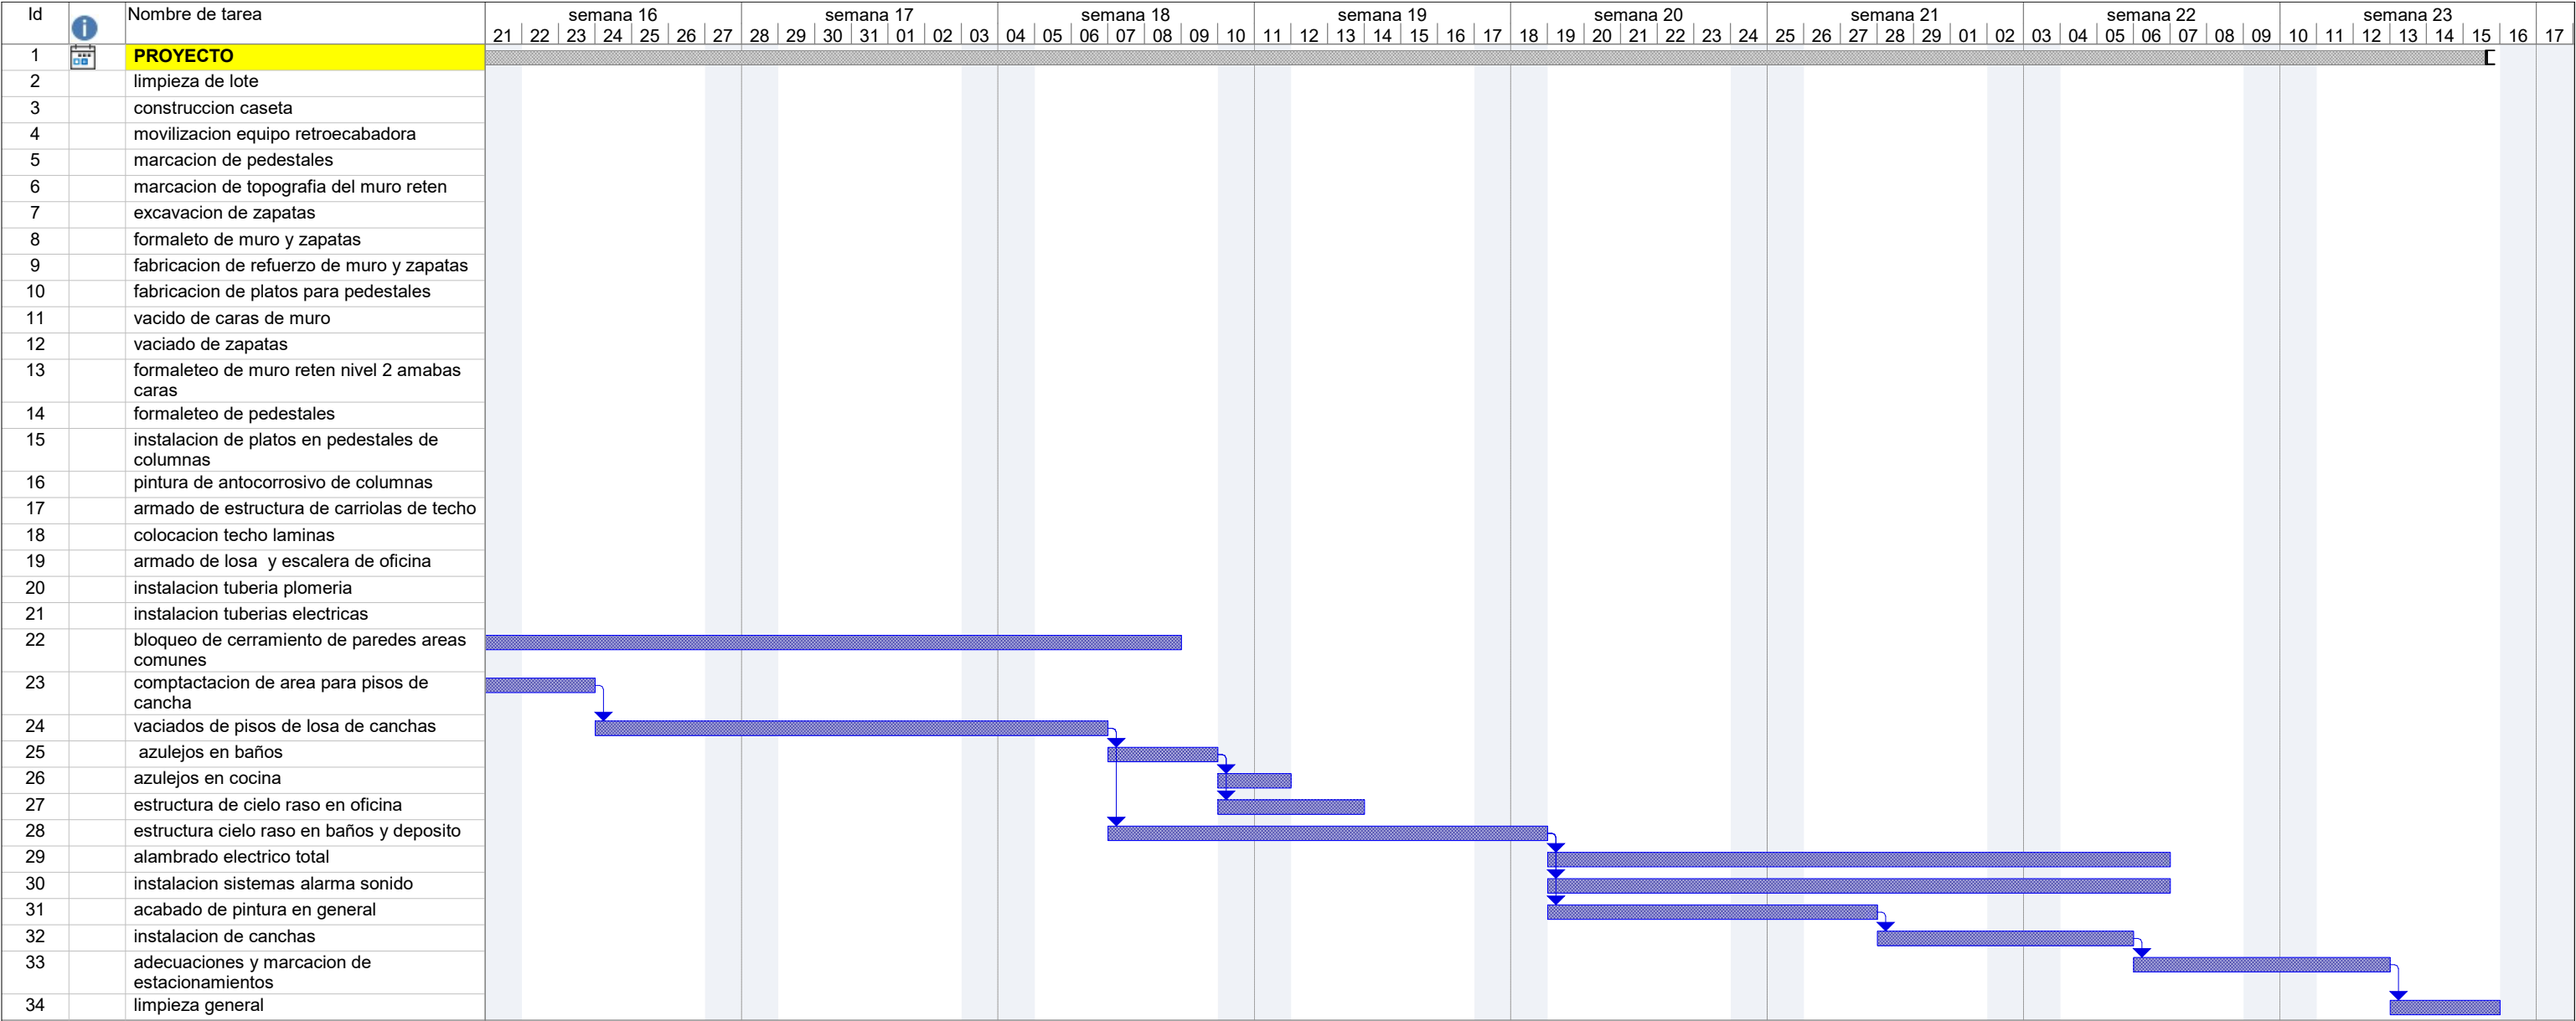 Id Nombre de tarea semana 16 semana 17 semana 18 semana 19 semana 20 semana 21 semana 22 semana 23
21 22 23 24 25 26 27 28 29 30 31 01 02 03 04 05 06 07 08 09 10 11 12 13 14 15 16 17 18 19 20 21 22 23 24 25 26 27 28 29 01 02 03 04 05 06 07 08 09 10 11 12 13 14 15 16 17
1 PROYECTO
2 limpieza de lote
3 construccion caseta
4 movilizacion equipo retroecabadora
5 marcacion de pedestales
6 marcacion de topografia del muro reten
7 excavacion de zapatas
8 formaleto de muro y zapatas
9 fabricacion de refuerzo de muro y zapatas
10 fabricacion de platos para pedestales
11 vacido de caras de muro
12 vaciado de zapatas
13 formaleteo de muro reten nivel 2 amabas
caras
14 formaleteo de pedestales
15 instalacion de platos en pedestales de
columnas
16 pintura de antocorrosivo de columnas
17 armado de estructura de carriolas de techo
18 colocacion techo laminas
19 armado de losa y escalera de oficina
20 instalacion tuberia plomeria
21 instalacion tuberias electricas
22 bloqueo de cerramiento de paredes areas
comunes
23 comptactacion de area para pisos de
cancha
24 vaciados de pisos de losa de canchas
25 azulejos en baños
26 azulejos en cocina
27 estructura de cielo raso en oficina
28 estructura cielo raso en baños y deposito
29 alambrado electrico total
30 instalacion sistemas alarma sonido
31 acabado de pintura en general
32 instalacion de canchas
33 adecuaciones y marcacion de
estacionamientos
34 limpieza general